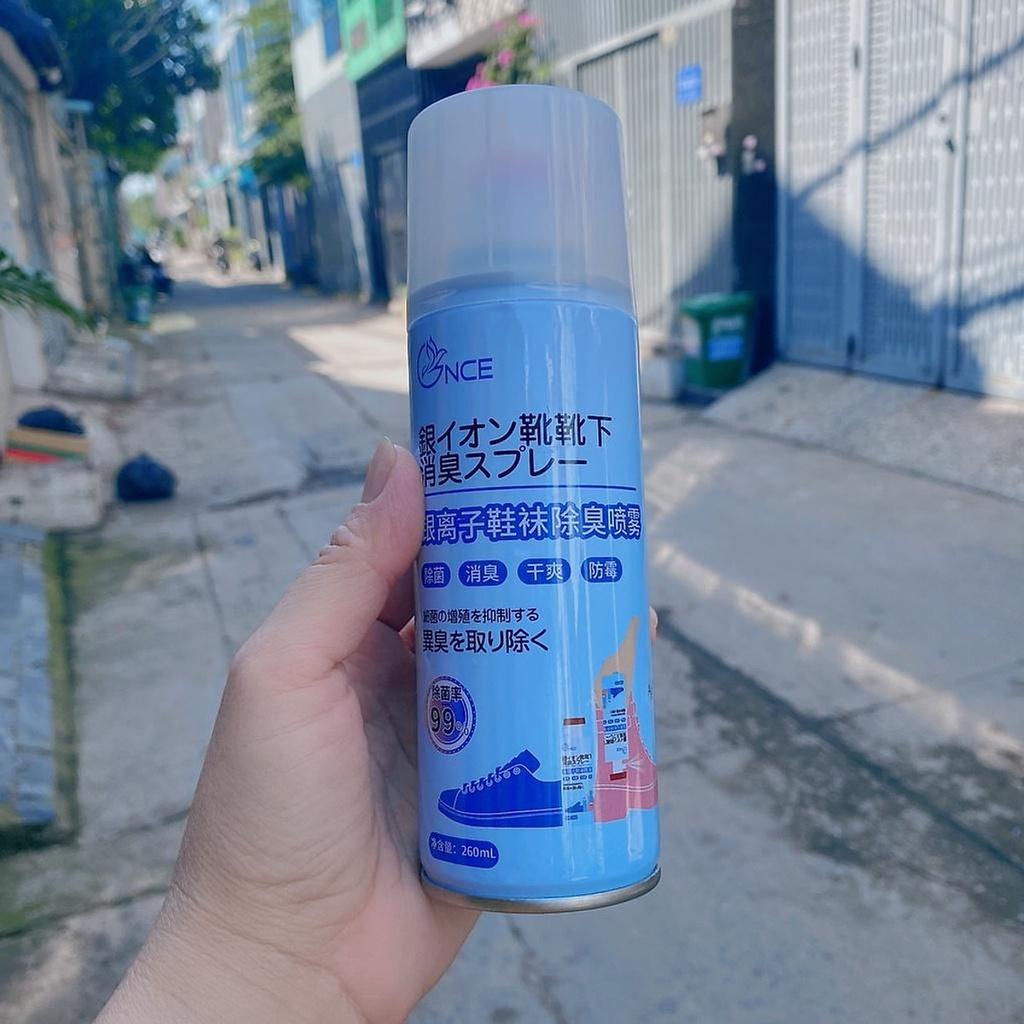 ONCE
銀イオン靴靴下
消臭スプレー
银离子鞋袜除臭喷雾
除菌 消臭 干爽 防霉
細菌の増殖を抑制する
異臭を取り除く
除菌率
99%
净含量: 260mL